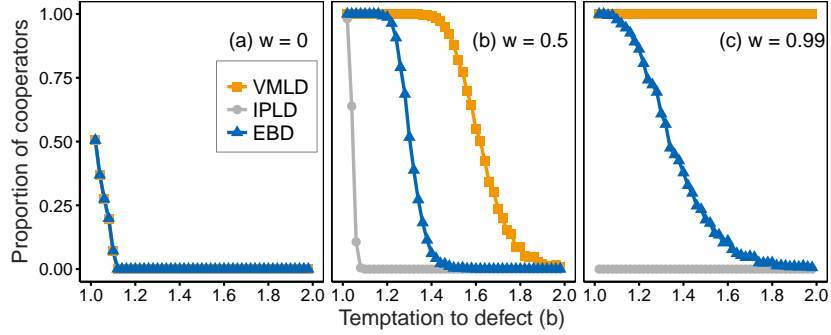 (a) w = 0
(b) w = 0.5
(c) w = 0.99
VMLD
IPLD
EBD
Proportion of cooperators
1.00
0.75
0.50
0.25
0.00
1.0 1.2 1.4 1.6 1.8 2.0
1.0 1.2 1.4 1.6 1.8 2.0
1.0 1.2 1.4 1.6 1.8 2.0
Temptation to defect (b)